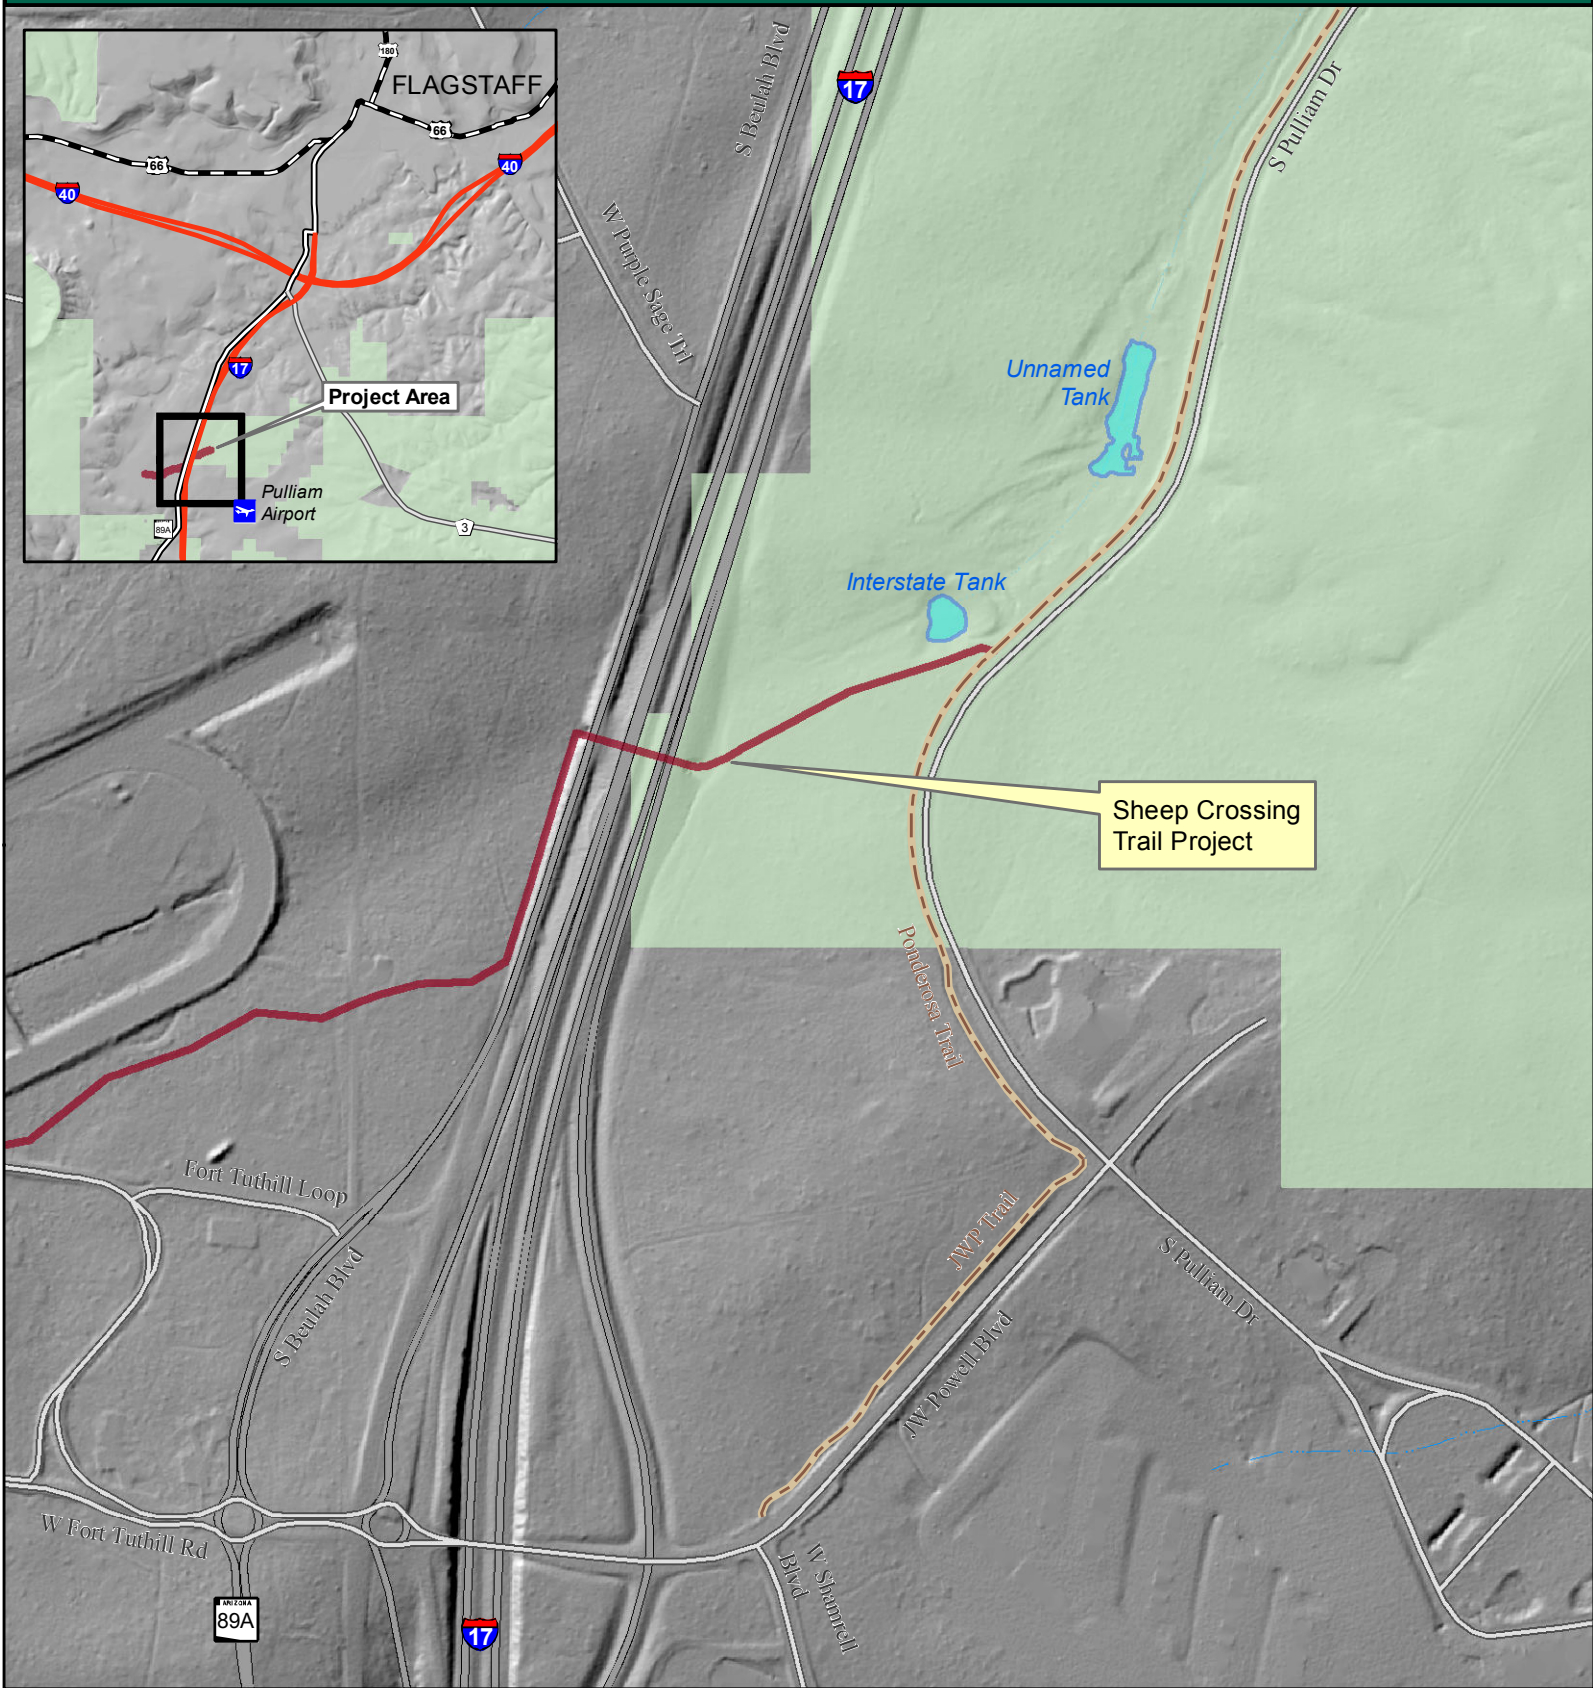 180
FLAGSTAFF
66
66
40
40
17
Project Area
Pulliam
Airport
89A
3
S Beulah Blvd
17
S Pulliam Dr
W Purple Sage Trl
Unnamed
Tank
Interstate Tank
Sheep Crossing
Trail Project
Ponderosa Trail
Fort Tuthill Loop
S Beulah Blvd
JWP Trail
S Pulliam Dr
JW Powell Blvd
W Fort Tuthill Rd
W Shamrell
Blvd
ARIZONA
89A
17